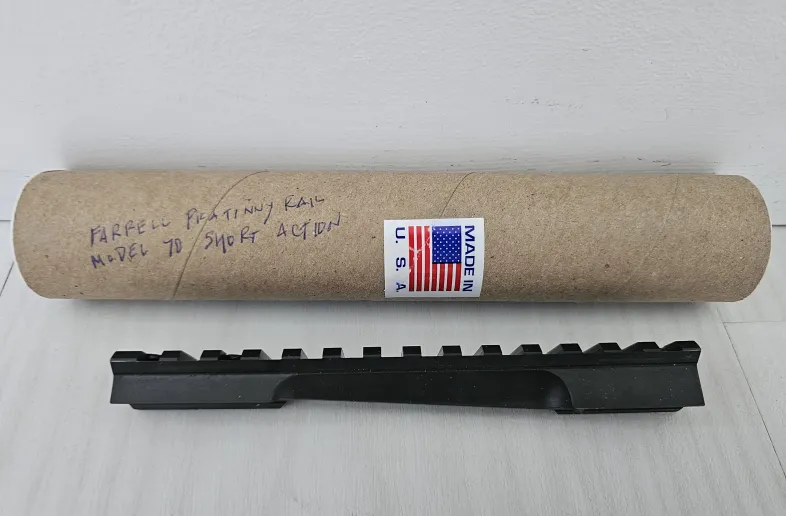 FARRELL PICATINNY RAIL
MODEL 70 SHORT ACTION
MADE IN
U. S. A.